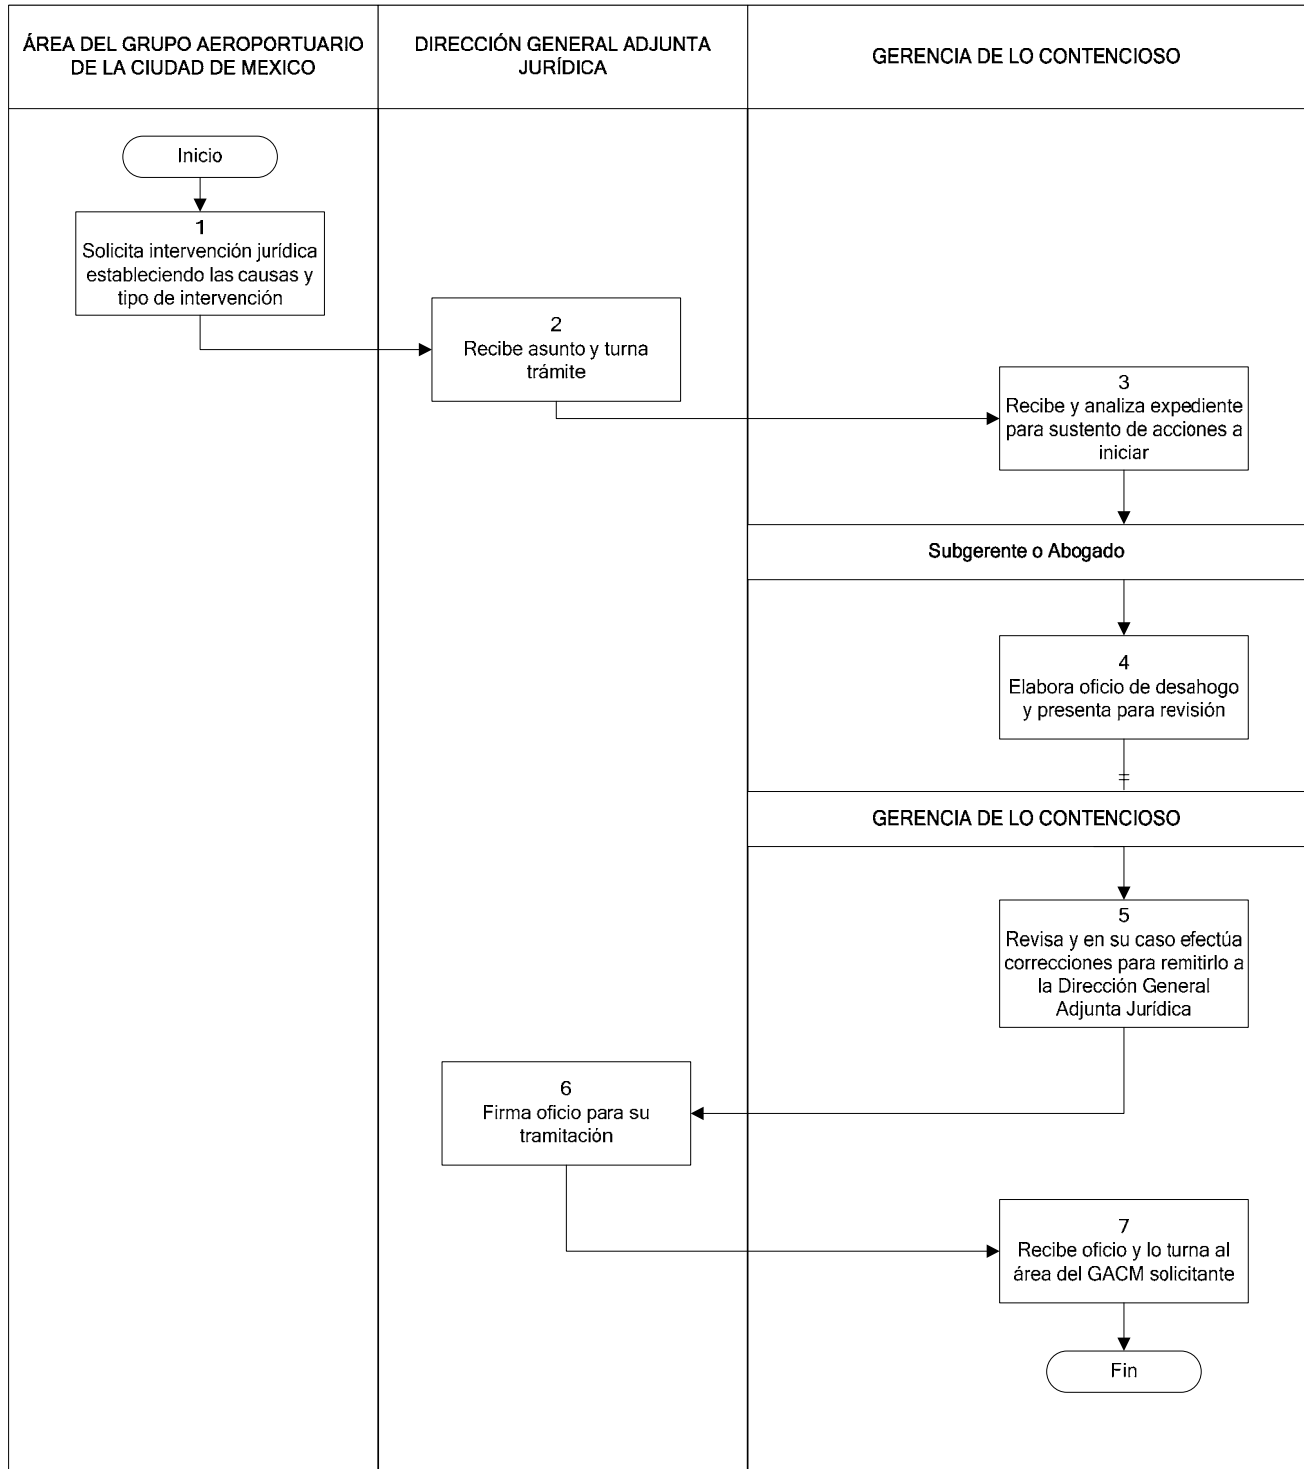 ÁREA DEL GRUPO AEROPORTUARIO
DE LA CIUDAD DE MEXICO
DIRECCIÓN GENERAL ADJUNTA
JURÍDICA
GERENCIA DE LO CONTENCIOSO
Inicio
1
Solicita intervención jurídica
estableciendo las causas y
tipo de intervención
2
Recibe asunto y turna
trámite
3
Recibe y analiza expediente
para sustento de acciones a
iniciar
Subgerente o Abogado
4
Elabora oficio de desahogo
y presenta para revisión
GERENCIA DE LO CONTENCIOSO
5
Revisa y en su caso efectúa
correcciones para remitirlo a
la Dirección General
Adjunta Jurídica
6
Firma oficio para su
tramitación
7
Recibe oficio y lo turna al
área del GACM solicitante
Fin